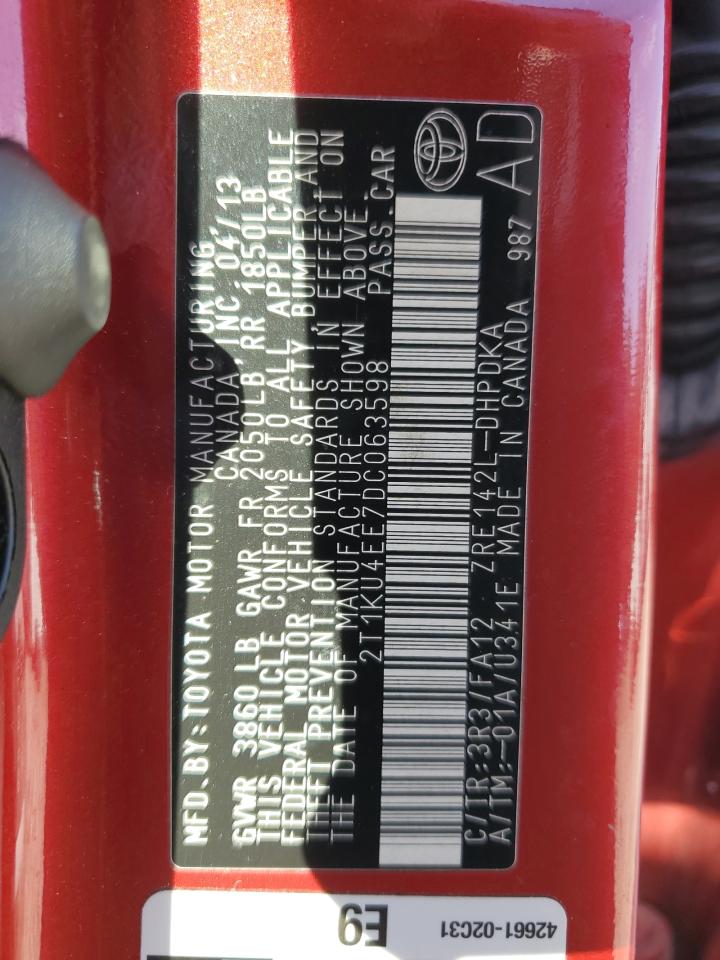 MFD.BY:TOYOTA MOTOR MANUFACTURING
CANADA, INC. 04/13
GVWR 3860LB GAWR FR 2050LB RR 1850LB
THIS VEHICLE CONFORMS TO ALL APPLICABLE
FEDERAL MOTOR VEHICLE SAFETY BUMPER AND
THEFT PREVENTION STANDARDS IN EFFECT ON
THE DATE OF MANUFACTURE SHOWN ABOVE.
2T1KU4EE7DC063598 PASS.CAR
C/TR:3R3/FA12 ZRE142L-DHPDKA
A/TM:-01A/U341E MADE IN CANADA 987 AD
E9
42661-02C31